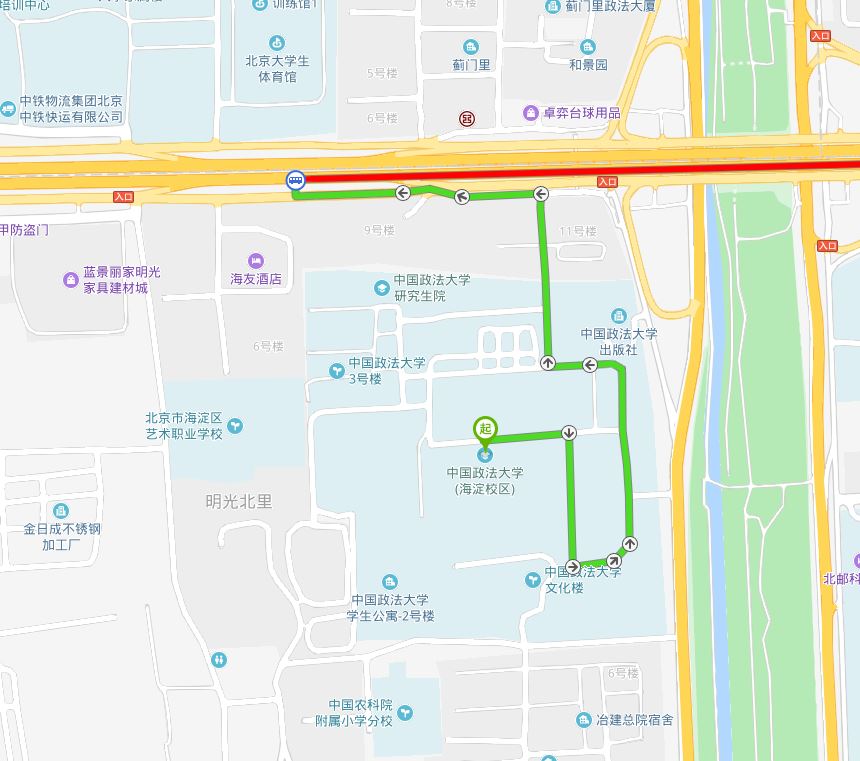 培训中心
训练馆1
8号楼
蓟门里政法大厦
入口
北京大学生
体育馆
蓟门里
和景园
5号楼
中铁物流集团北京
中铁快运有限公司
6号楼
卓弈台球用品
入口
入口
甲防盗门
9号楼
11号楼
入口
蓝景丽家明光
家具建材城
海友酒店
中国政法大学
研究生院
中国政法大学
出版社
6号楼
中国政法大学
3号楼
北京市海淀区
艺术职业学校
起
中国政法大学
(海淀校区)
明光北里
金日成不锈钢
加工厂
中国政法大学
文化楼
北邮科
中国政法大学
学生公寓-2号楼
6号楼
中国农科院
附属小学分校
冶建总院宿舍